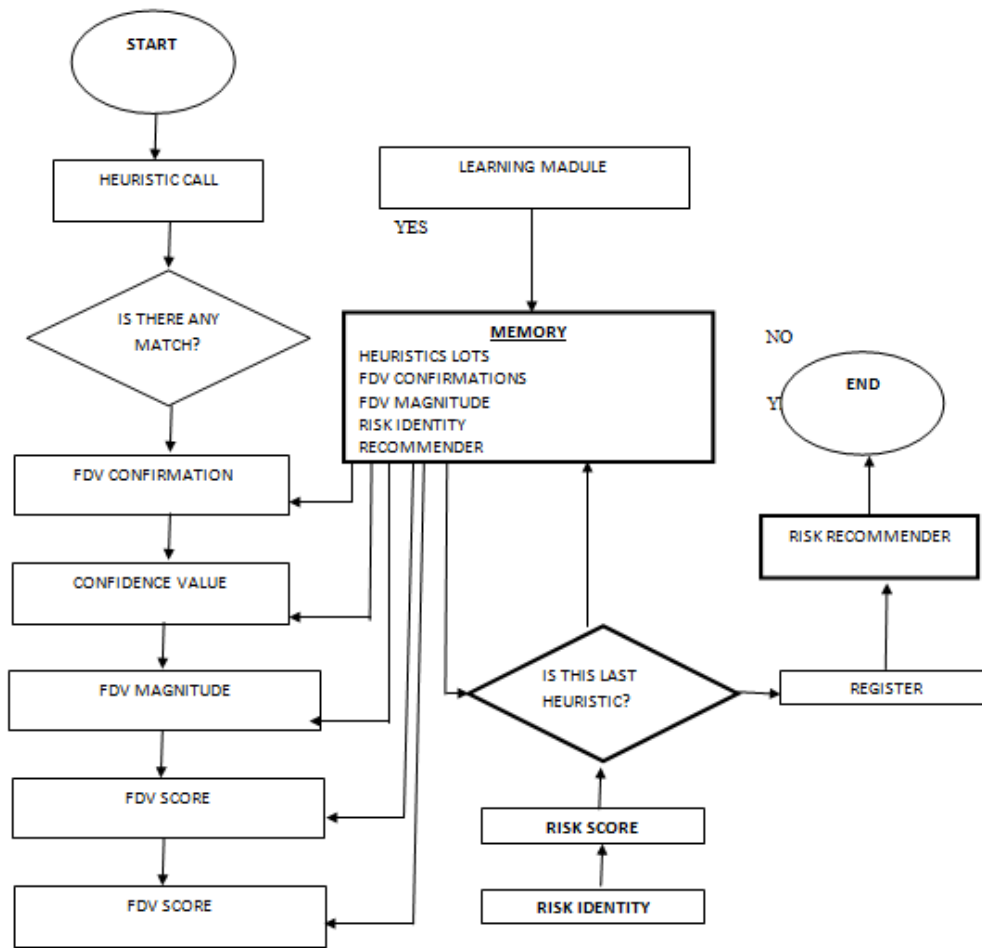 START
HEURISTIC CALL
LEARNING MADULE
YES
IS THERE ANY
MATCH?
MEMORY
HEURISTICS LOTS
FDV CONFIRMATIONS
FDV MAGNITUDE
RISK IDENTITY
RECOMMENDER
NO
END
Y
FDV CONFIRMATION
RISK RECOMMENDER
CONFIDENCE VALUE
FDV MAGNITUDE
IS THIS LAST
HEURISTIC?
REGISTER
FDV SCORE
RISK SCORE
FDV SCORE
RISK IDENTITY